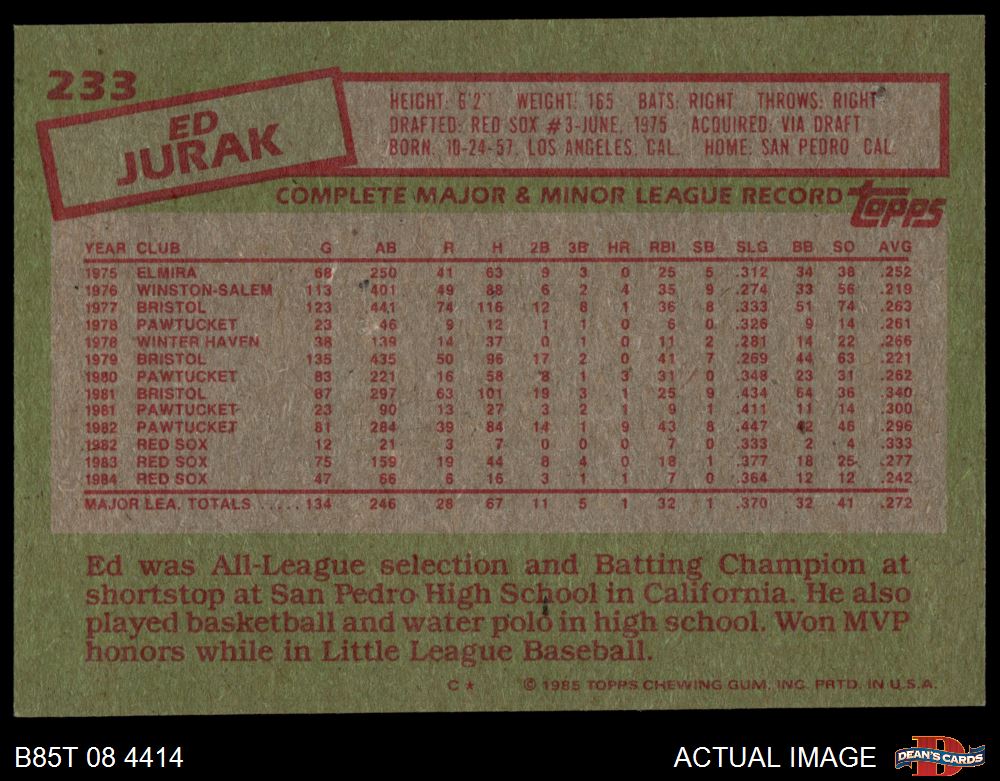 233
ED
JURAK
HEIGHT: 6'2" WEIGHT: 165 BATS: RIGHT THROWS: RIGHT
DRAFTED: RED SOX #3-JUNE, 1975 ACQUIRED: VIA DRAFT
BORN: 10-24-57, LOS ANGELES, CAL. HOME: SAN PEDRO CAL.
COMPLETE MAJOR & MINOR LEAGUE RECORD topps
YEAR CLUB G AB R H 2B 3B HR RBI SB SLG BB SO AVG
1975 ELMIRA 68 250 41 63 9 3 0 25 5 .312 34 38 .252
1976 WINSTON-SALEM 113 401 49 88 6 2 4 35 9 .274 33 56 .219
1977 BRISTOL 123 441 74 116 12 8 1 36 8 .333 51 74 .263
1978 PAWTUCKET 23 46 9 12 1 1 0 6 0 .326 9 14 .261
1978 WINTER HAVEN 38 139 14 37 0 1 0 11 2 .281 14 22 .266
1979 BRISTOL 135 435 50 96 17 2 0 41 7 .269 44 63 .221
1980 PAWTUCKET 83 221 16 58 8 1 3 31 0 .348 23 31 .262
1981 BRISTOL 87 297 63 101 19 3 1 25 9 .434 64 36 .340
1981 PAWTUCKET 23 90 13 27 3 2 1 9 1 .411 11 14 .300
1982 PAWTUCKET 81 284 39 84 14 1 9 43 8 .447 42 46 .296
1982 RED SOX 12 21 3 7 0 0 0 7 0 .333 2 4 .333
1983 RED SOX 75 159 19 44 8 4 0 18 1 .377 18 25 .277
1984 RED SOX 47 66 6 16 3 1 1 7 0 .364 12 12 .242
MAJOR LEA. TOTALS ..... 134 246 28 67 11 5 1 32 1 .370 32 41 .272
Ed was All-League selection and Batting Champion at
shortstop at San Pedro High School in California. He also
played basketball and water polo in high school. Won MVP
honors while in Little League Baseball.
C * © 1985 TOPPS CHEWING GUM, INC. PRTD. IN U.S.A.
B85T 08 4414 ACTUAL IMAGE DEAN'S CARDS